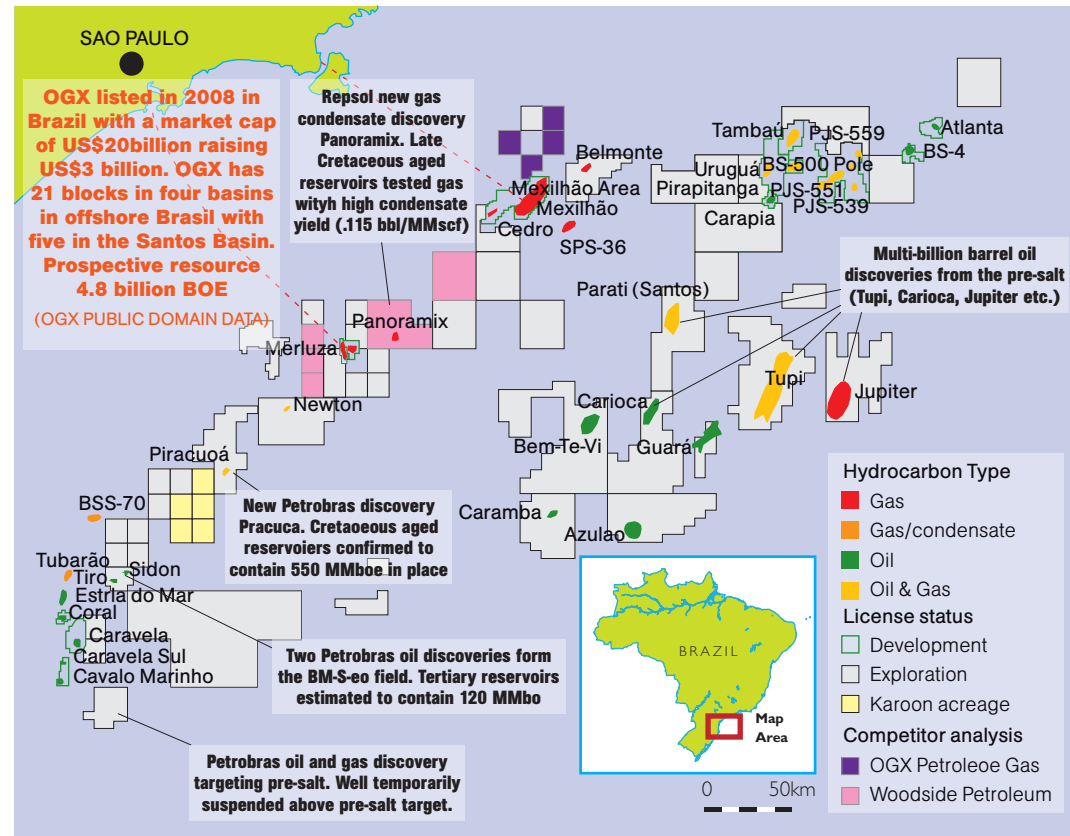 SAO PAULO
OGX listed in 2008 in
Brazil with a market cap
of US$20billion raising
US$3 billion. OGX has
21 blocks in four basins
in offshore Brasil with
five in the Santos Basin.
Prospective resource
4.8 billion BOE
(OGX PUBLIC DOMAIN DATA)
Repsol new gas
condensate discovery
Panoramix. Late
Cretaceous aged
reservoirs tested gas
wityh high condensate
yield (.115 bbl/MMscf)
Belmonte
Mexilhão Area
Mexilhão
Cedro
SPS-36
Tambaú
PJS-559
Atlanta
BS-4
Uruguá
BS-500 Pole
Pirapitanga
PJS-551
PJS-539
Carapia
Multi-billion barrel oil
discoveries from the pre-salt
(Tupi, Carioca, Jupiter etc.)
Parati (Santos)
Panoramix
Merluza
Tupi
Jupiter
Newton
Carioca
Bem-Te-Vi
Guará
Piracuoá
BSS-70
New Petrobras discovery
Pracuca. Cretaoeous aged
reservoiers confirmed to
contain 550 MMboe in place
Caramba
Azulao
Tubarão
Tiro
Sidon
Estrla do Mar
Coral
Caravela
Caravela Sul
Cavalo Marinho
Two Petrobras oil discoveries form
the BM-S-eo field. Tertiary reservoirs
estimated to contain 120 MMbo
Petrobras oil and gas discovery
targeting pre-salt. Well temporarily
suspended above pre-salt target.
BRAZIL
Map
Area
0 50km
Hydrocarbon Type
Gas
Gas/condensate
Oil
Oil & Gas
License status
Development
Exploration
Karoon acreage
Competitor analysis
OGX Petroleoe Gas
Woodside Petroleum